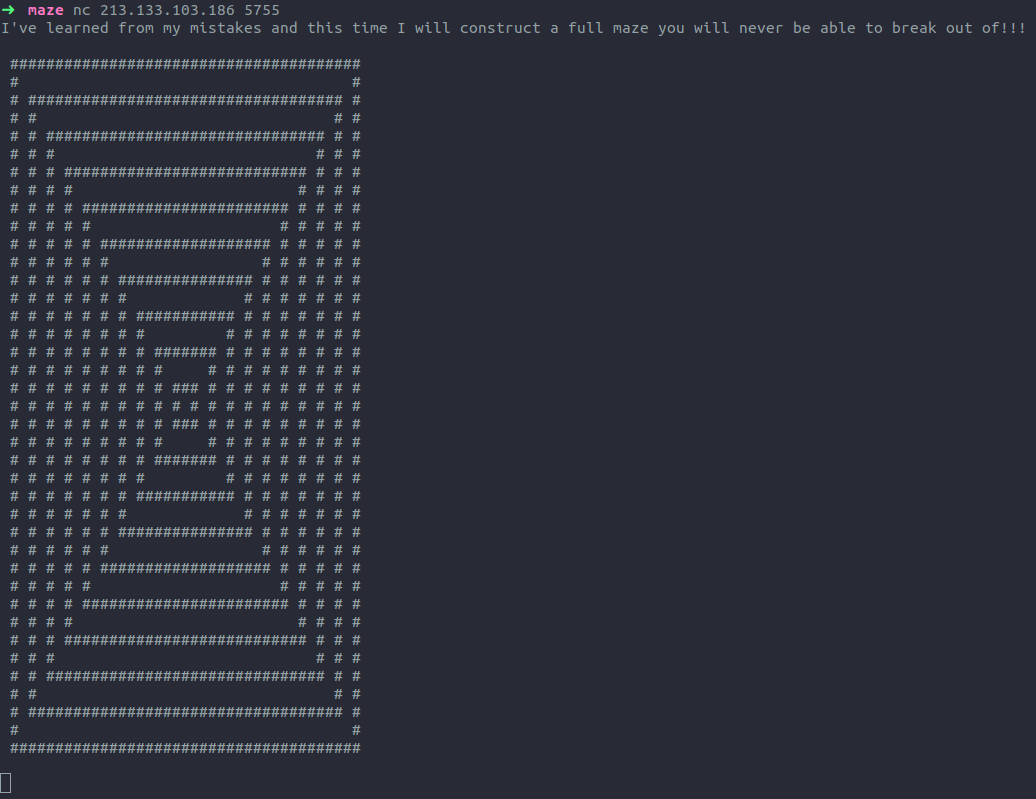 ➜ maze nc 213.133.103.186 5755
I've learned from my mistakes and this time I will construct a full maze you will never be able to break out of!!!

 #######################################
 #                                     #
 # ################################### #
 # #                                 # #
 # # ############################### # #
 # # #                             # # #
 # # # ########################### # # #
 # # # #                         # # # #
 # # # # ####################### # # # #
 # # # # #                     # # # # #
 # # # # # ################### # # # # #
 # # # # # #                 # # # # # #
 # # # # # # ############### # # # # # #
 # # # # # # #             # # # # # # #
 # # # # # # # ########### # # # # # # #
 # # # # # # # #         # # # # # # # #
 # # # # # # # # ####### # # # # # # # #
 # # # # # # # # #     # # # # # # # # #
 # # # # # # # # # ### # # # # # # # # #
 # # # # # # # # # # # # # # # # # # # #
 # # # # # # # # # ### # # # # # # # # #
 # # # # # # # # #     # # # # # # # # #
 # # # # # # # # ####### # # # # # # # #
 # # # # # # # #         # # # # # # # #
 # # # # # # # ########### # # # # # # #
 # # # # # # #             # # # # # # #
 # # # # # # ############### # # # # # #
 # # # # # #                 # # # # # #
 # # # # # ################### # # # # #
 # # # # #                     # # # # #
 # # # # ####################### # # # #
 # # # #                         # # # #
 # # # ########################### # # #
 # # #                             # # #
 # # ############################### # #
 # #                                 # #
 # ################################### #
 #                                     #
 #######################################